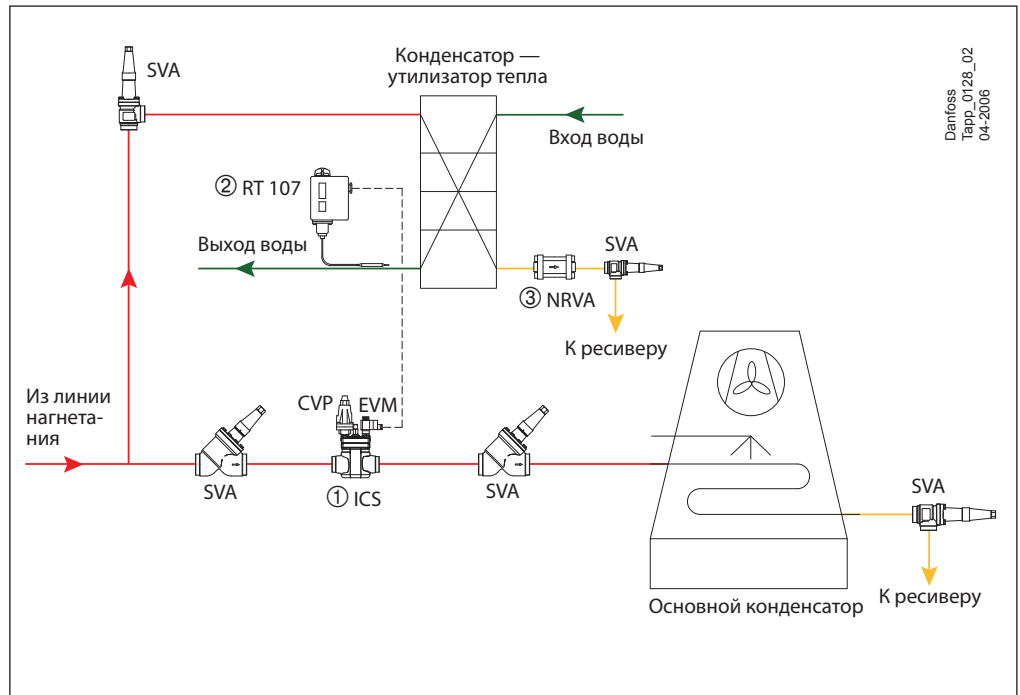 SVA
Конденсатор —
утилизатор тепла
Danfoss
Tapp_0128_02
04-2006
Вход воды
② RT 107
Выход воды
SVA
③ NRVA
К ресиверу
Из линии
нагнета-
ния
CVP EVM
SVA
① ICS
SVA
SVA
Основной конденсатор
К ресиверу